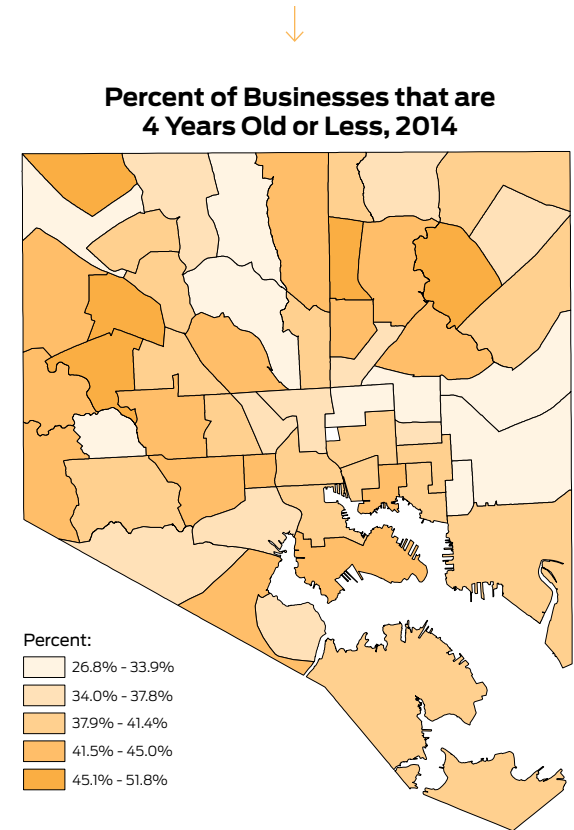 Percent of Businesses that are
4 Years Old or Less, 2014
Percent:
26.8% - 33.9%
34.0% - 37.8%
37.9% - 41.4%
41.5% - 45.0%
45.1% - 51.8%